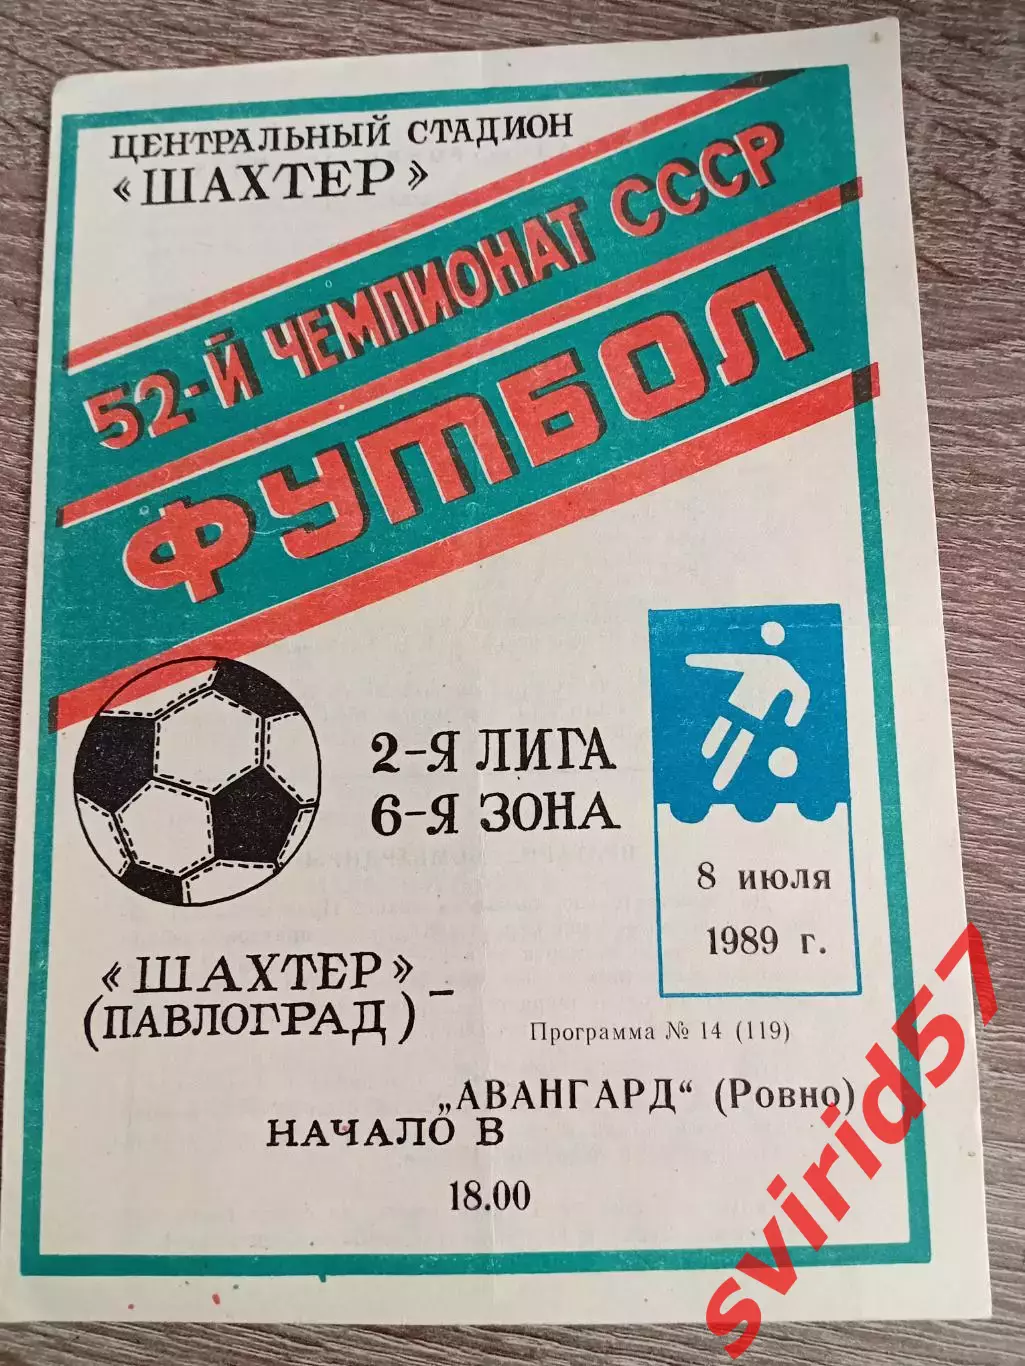 ЦЕНТРАЛЬНЫЙ СТАДИОН
«ШАХТЕР»
52-Й ЧЕМПИОНАТ СССР
ФУТБОЛ
2-Я ЛИГА
6-Я ЗОНА
8 июля
1989 г.
«ШАХТЕР» –
(ПАВЛОГРАД)
Программа № 14 (119)
„АВАНГАРД" (Ровно)
НАЧАЛО В
18.00
svirid57